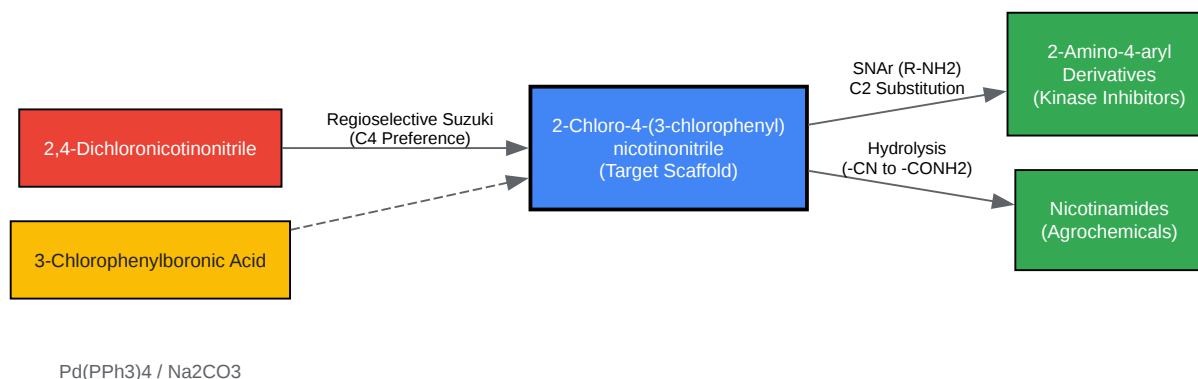 2,4-Dichloronicotinonitrile
Regioselective Suzuki
(C4 Preference)
3-Chlorophenylboronic Acid
2-Chloro-4-(3-chlorophenyl)
nicotinonitrile
(Target Scaffold)
SNAr (R-NH2)
C2 Substitution
2-Amino-4-aryl
Derivatives
(Kinase Inhibitors)
Hydrolysis
(-CN to -CONH2)
Nicotinamides
(Agrochemicals)
Pd(PPh3)4 / Na2CO3